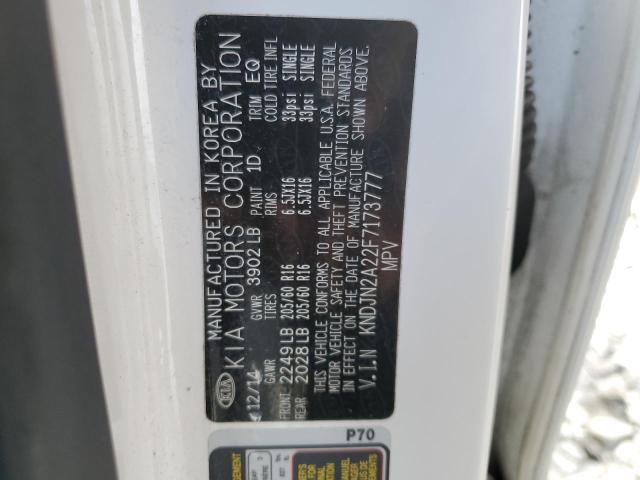 MANUFACTURED IN KOREA BY
KIA KIA MOTORS CORPORATION
12/14 GVWR 3902 LB PAINT 1D TRIM EQ
GAWR TIRES RIMS COLD TIRE INFL
FRONT 2249LB 205/60 R16 6.5JX16 33psi SINGLE
REAR 2028LB 205/60 R16 6.5JX16 33psi SINGLE
THIS VEHICLE CONFORMS TO ALL APPLICABLE U.S.A. FEDERAL
MOTOR VEHICLE SAFETY AND THEFT PREVENTION STANDARDS
IN EFFECT ON THE DATE OF MANUFACTURE SHOWN ABOVE.
V.I.N KNDJN2A22F7173777
MPV
P70